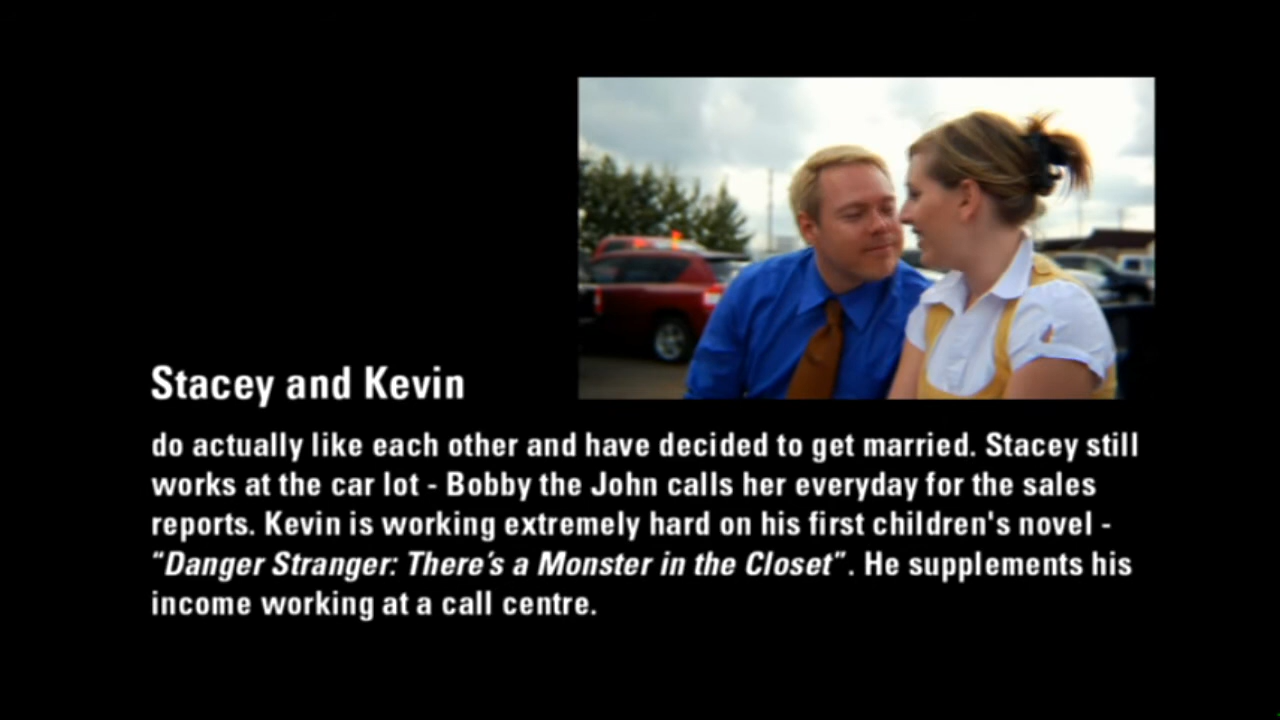 Stacey and Kevin
do actually like each other and have decided to get married. Stacey still
works at the car lot - Bobby the John calls her everyday for the sales
reports. Kevin is working extremely hard on his first children's novel -
“Danger Stranger: There’s a Monster in the Closet”. He supplements his
income working at a call centre.